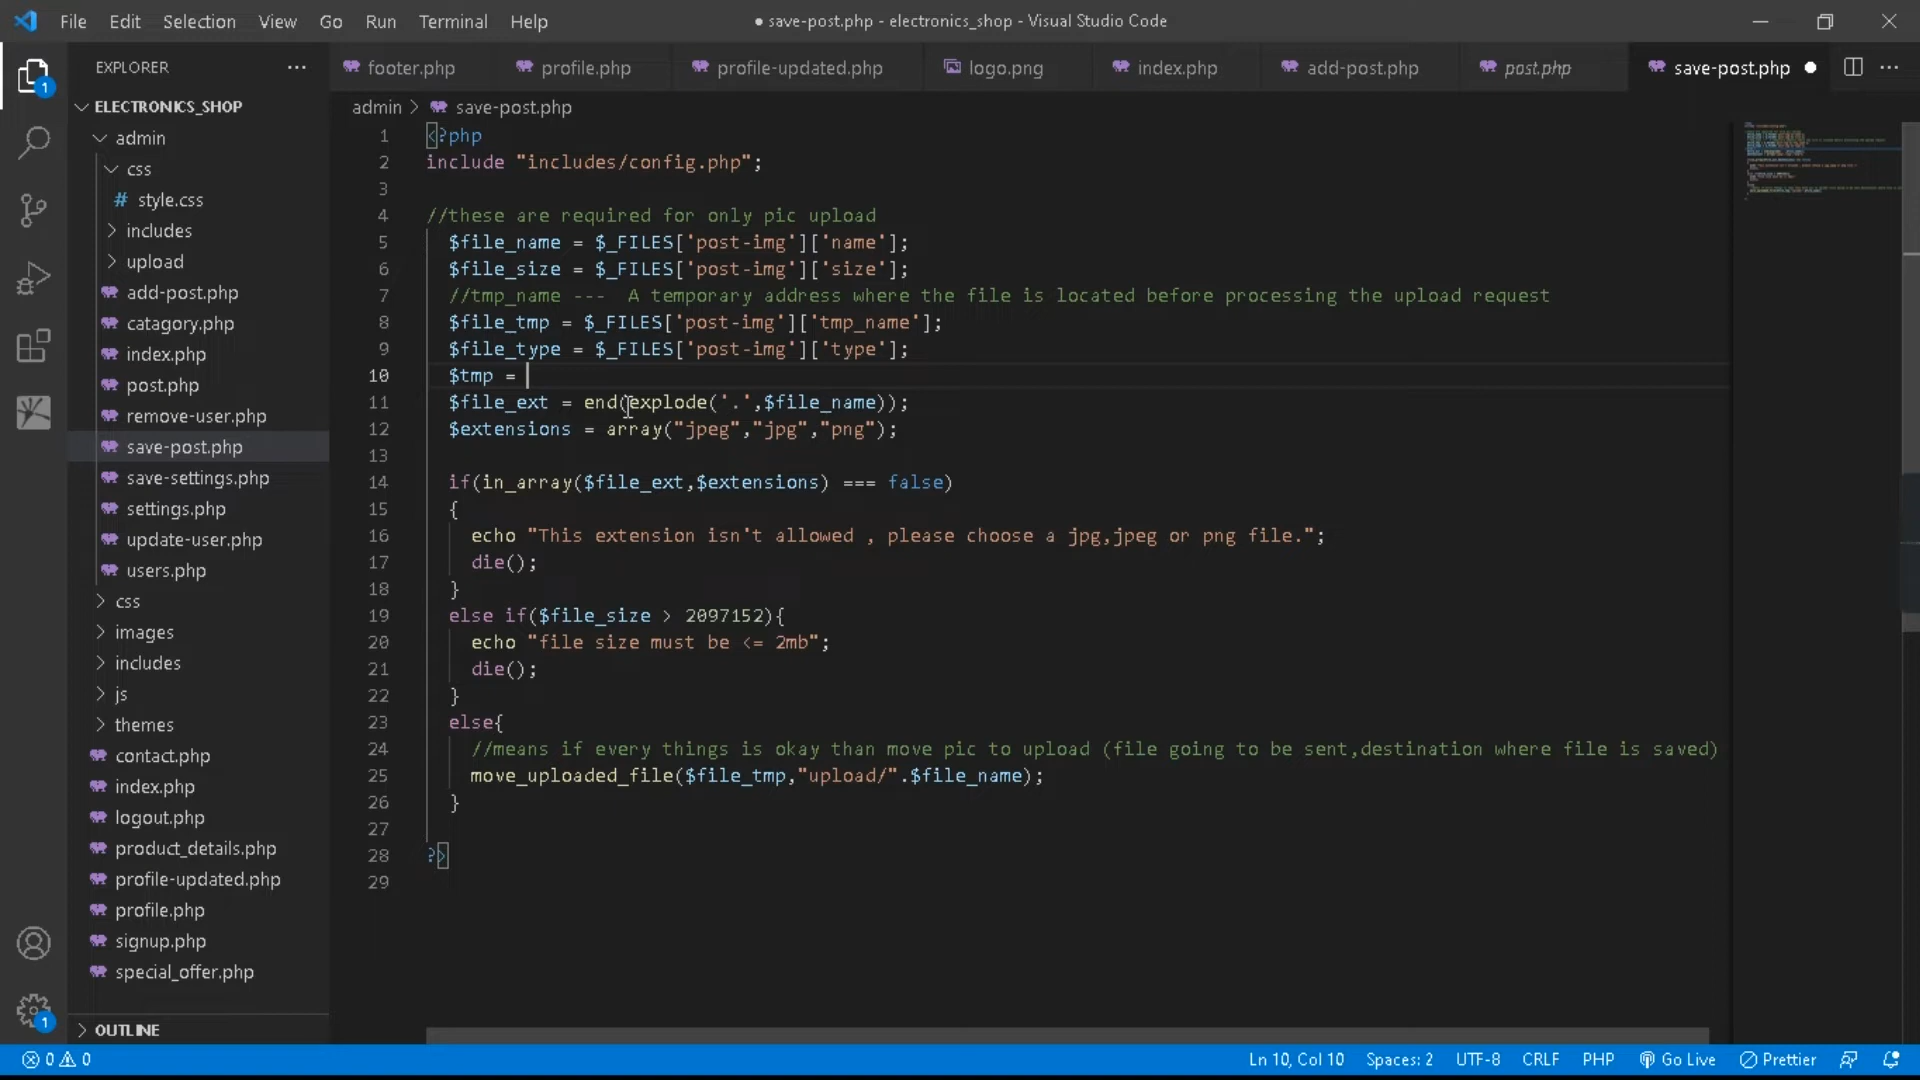 File Edit Selection View Go Run Terminal Help
● save-post.php - electronics_shop - Visual Studio Code
EXPLORER
footer.php profile.php profile-updated.php logo.png index.php add-post.php post.php save-post.php
1
ELECTRONICS_SHOP
admin
css
# style.css
includes
upload
add-post.php
catagory.php
index.php
post.php
remove-user.php
save-post.php
save-settings.php
settings.php
update-user.php
users.php
css
images
includes
js
themes
contact.php
index.php
logout.php
product_details.php
profile-updated.php
profile.php
signup.php
special_offer.php
1
OUTLINE
admin > save-post.php
1 <?php
2 include "includes/config.php";
3
4 //these are required for only pic upload
5 $file_name = $_FILES['post-img']['name'];
6 $file_size = $_FILES['post-img']['size'];
7 //tmp_name --- A temporary address where the file is located before processing the upload request
8 $file_tmp = $_FILES['post-img']['tmp_name'];
9 $file_type = $_FILES['post-img']['type'];
10 $tmp =
11 $file_ext = end(explode('.',$file_name));
12 $extensions = array("jpeg","jpg","png");
13
14 if(in_array($file_ext,$extensions) === false)
15 {
16 echo "This extension isn't allowed , please choose a jpg,jpeg or png file.";
17 die();
18 }
19 else if($file_size > 2097152){
20 echo "file size must be <= 2mb";
21 die();
22 }
23 else{
24 //means if every things is okay than move pic to upload (file going to be sent,destination where file is saved)
25 move_uploaded_file($file_tmp,"upload/".$file_name);
26 }
27
28 ?>
29
0 0
Ln 10, Col 10 Spaces: 2 UTF-8 CRLF PHP Go Live Prettier